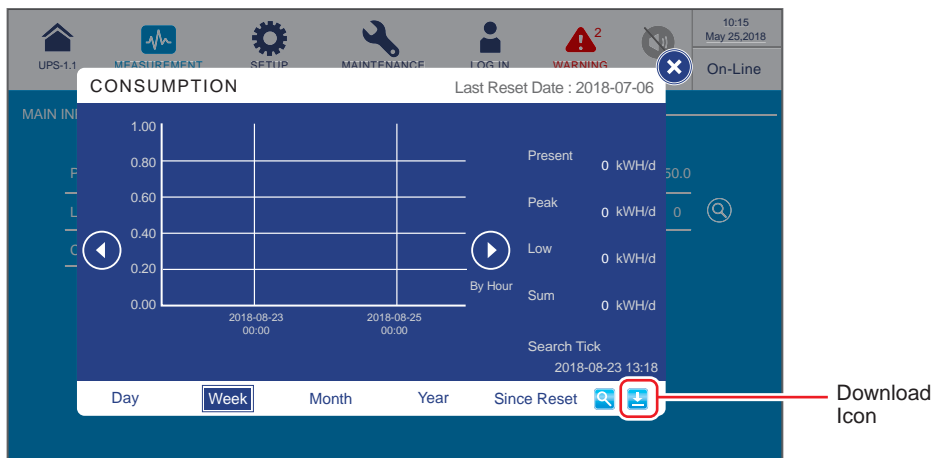 10:15
May 25,2018
2
UPS-1.1
MEASUREMENT
SETUP
MAINTENANCE
LOG IN
WARNING
On-Line
CONSUMPTION
Last Reset Date : 2018-07-06
MAIN IN
1.00
0.80
0.60
0.40
0.20
0.00
2018-08-23
00:00
2018-08-25
00:00
By Hour
Present
0 kWH/d
Peak
0 kWH/d
Low
0 kWH/d
Sum
0 kWH/d
Search Tick
2018-08-23 13:18
P
50.0
L
0
C
Day
Week
Month
Year
Since Reset
Download
Icon